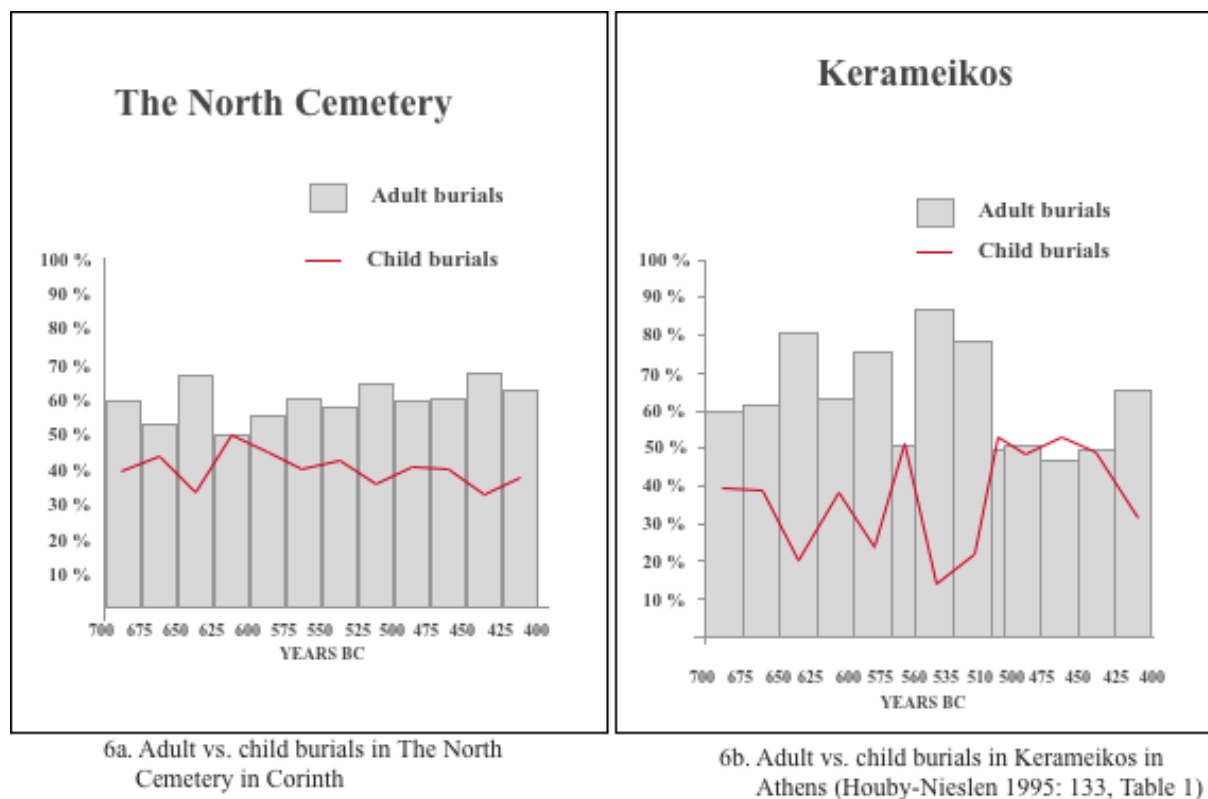 The North Cemetery
Adult burials
Child burials
100 %
90 %
80 %
70 %
60 %
50 %
40 %
30 %
20 %
10 %
700 675 650 625 600 575 550 525 500 475 450 425 400
YEARS BC
6a. Adult vs. child burials in The North
Cemetery in Corinth
Kerameikos
Adult burials
Child burials
100 %
90 %
80 %
70 %
60 %
50 %
40 %
30 %
20 %
10 %
700 675 650 625 600 575 560 535 510 500 475 450 425 400
YEARS BC
6b. Adult vs. child burials in Kerameikos in
Athens (Houby-Nieslen 1995: 133, Table 1)